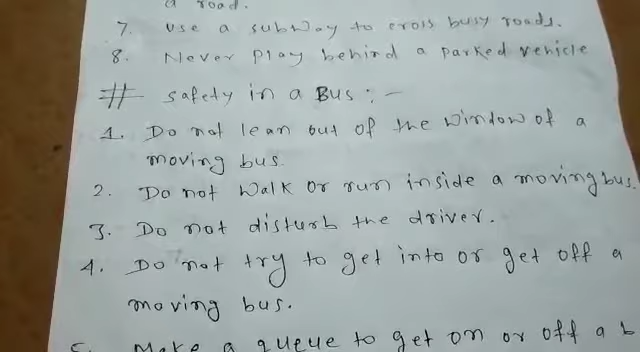 a road.
7. Use a subway to cross busy roads.
8. Never play behind a parked vehicle
# safety in a Bus :-
1. Do not lean out of the window of a
moving bus.
2. Do not walk or run inside a moving bus.
3. Do not disturb the driver.
4. Do not try to get into or get off a
moving bus.
5. Make a queue to get on or off a b